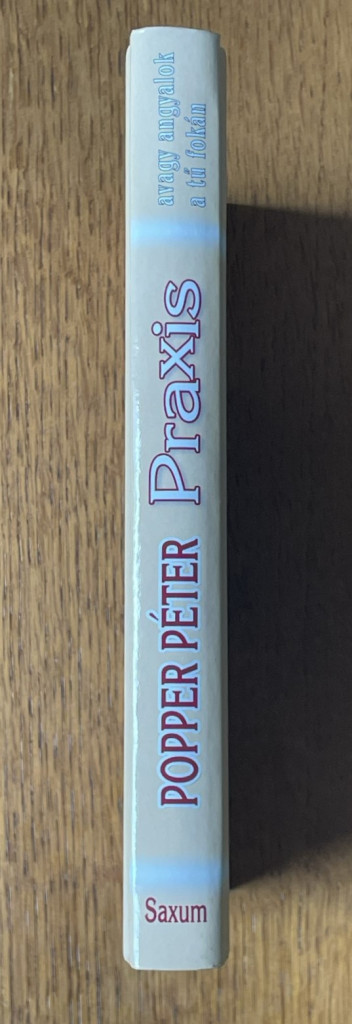 POPPER PÉTER Praxis
avagy angyalok
a tű fokán
Saxum